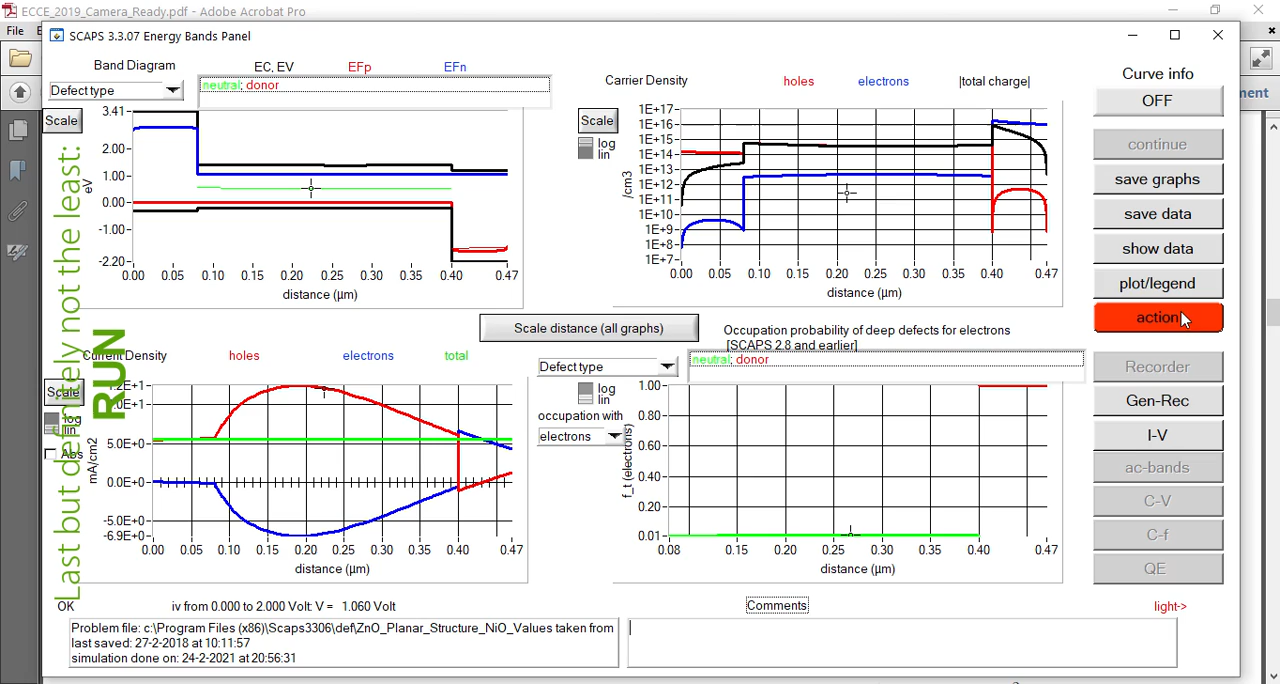 ECCE_2019_Camera_Ready.pdf - Adobe Acrobat Pro
File
SCAPS 3.3.07 Energy Bands Panel
Band Diagram
EC, EV
EFp
EFn
Defect type
neutral; donor
Scale
3.41
2.00
1.00
0.00
-1.00
-2.20
eV
0.00 0.05 0.10 0.15 0.20 0.25 0.30 0.35 0.40 0.47
distance (µm)
Carrier Density
holes
electrons
|total charge|
Scale
log
lin
1E+17
1E+16
1E+15
1E+14
1E+13
1E+12
1E+11
1E+10
1E+9
1E+8
1E+7
/cm3
0.00 0.05 0.10 0.15 0.20 0.25 0.30 0.35 0.40 0.47
distance (µm)
Curve info
OFF
continue
save graphs
save data
show data
plot/legend
action
Recorder
Gen-Rec
I-V
ac-bands
C-V
C-f
QE
Scale distance (all graphs)
Last but definitely not the least:
RUN
Current Density
holes
electrons
total
Scale
log
lin
Abs
1.2E+1
1.0E+1
5.0E+0
0.0E+0
-5.0E+0
-6.9E+0
mA/cm2
0.00 0.05 0.10 0.15 0.20 0.25 0.30 0.35 0.40 0.47
distance (µm)
Occupation probability of deep defects for electrons
[SCAPS 2.8 and earlier]
Defect type
neutral; donor
log
lin
occupation with
electrons
1.00
0.80
0.60
0.40
0.20
0.01
f_t (electrons)
0.08 0.15 0.20 0.25 0.30 0.35 0.40 0.47
distance (µm)
OK
iv from 0.000 to 2.000 Volt: V = 1.060 Volt
Comments
light->
Problem file: c:\Program Files (x86)\Scaps3306\def\ZnO_Planar_Structure_NiO_Values taken from
last saved: 27-2-2018 at 10:11:57
simulation done on: 24-2-2021 at 20:56:31